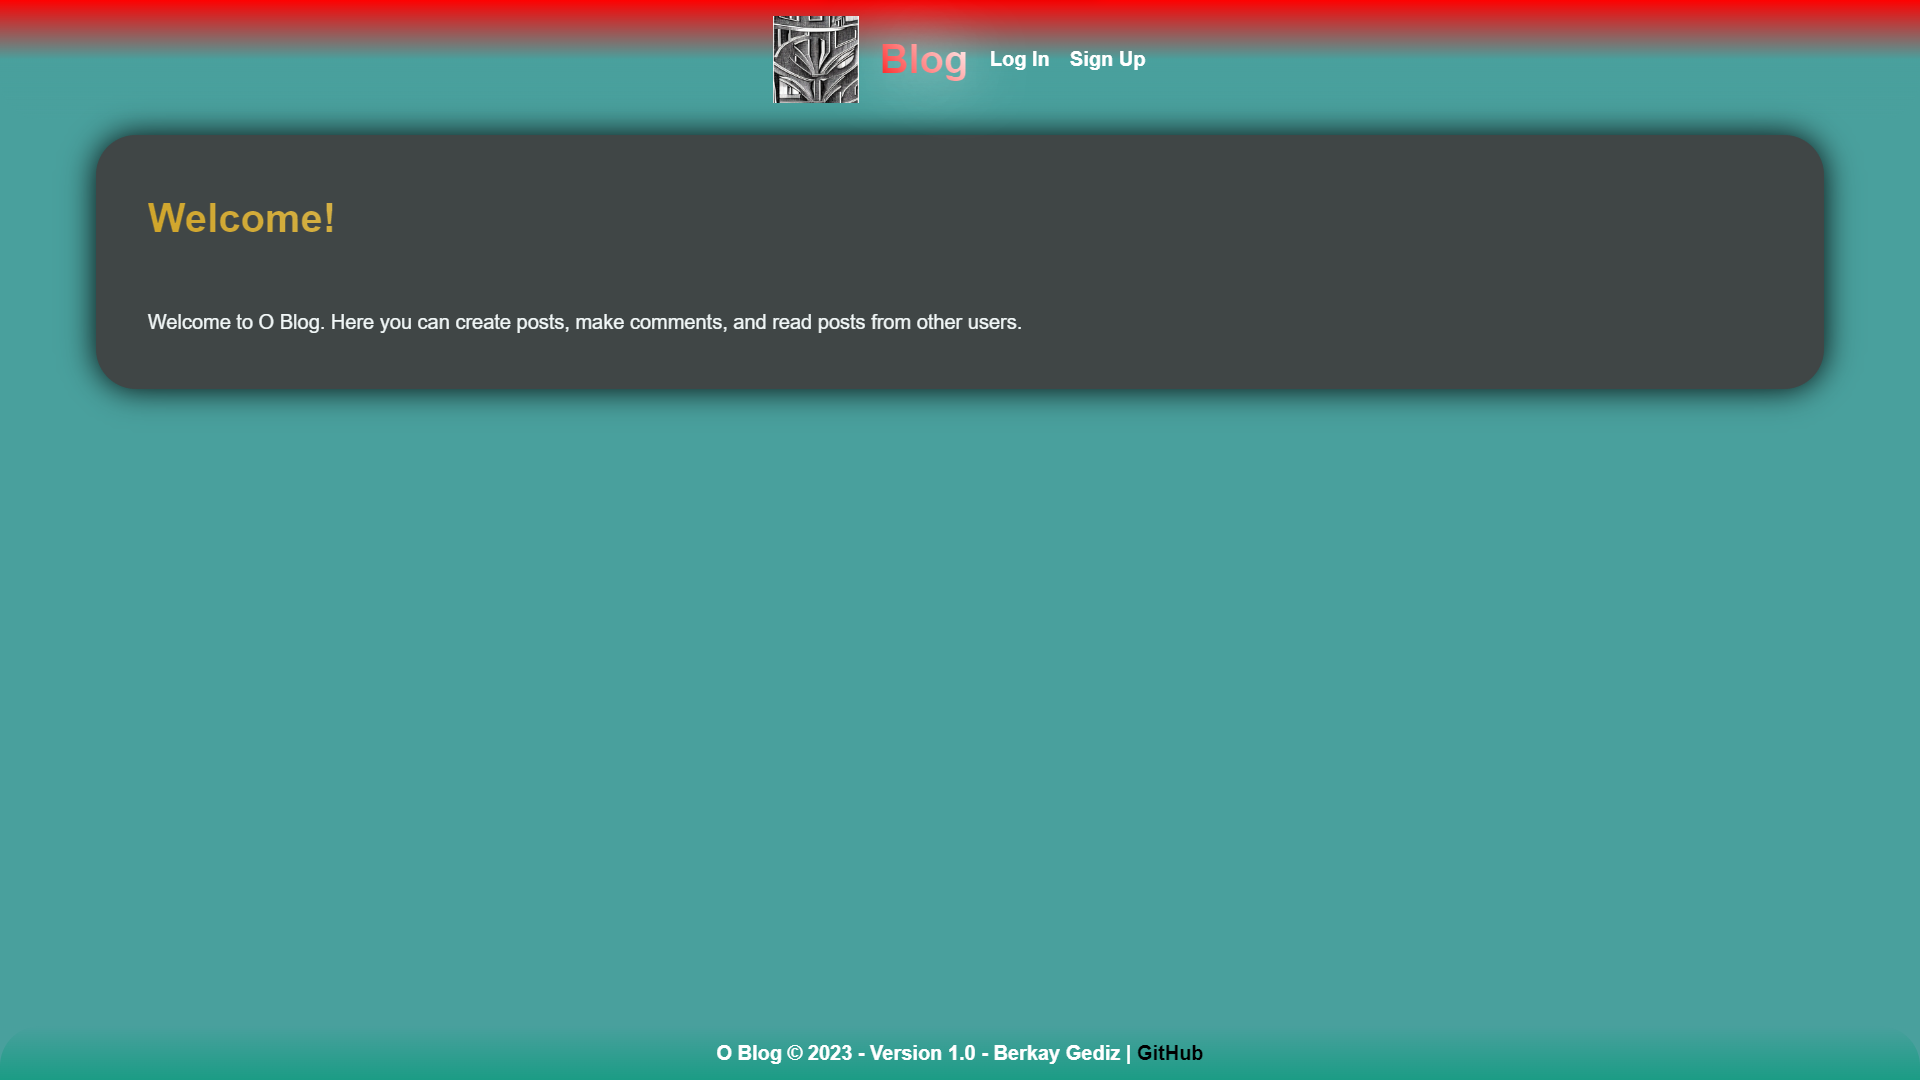 Blog Log In Sign Up
Welcome!
Welcome to O Blog. Here you can create posts, make comments, and read posts from other users.
O Blog © 2023 - Version 1.0 - Berkay Gediz | GitHub